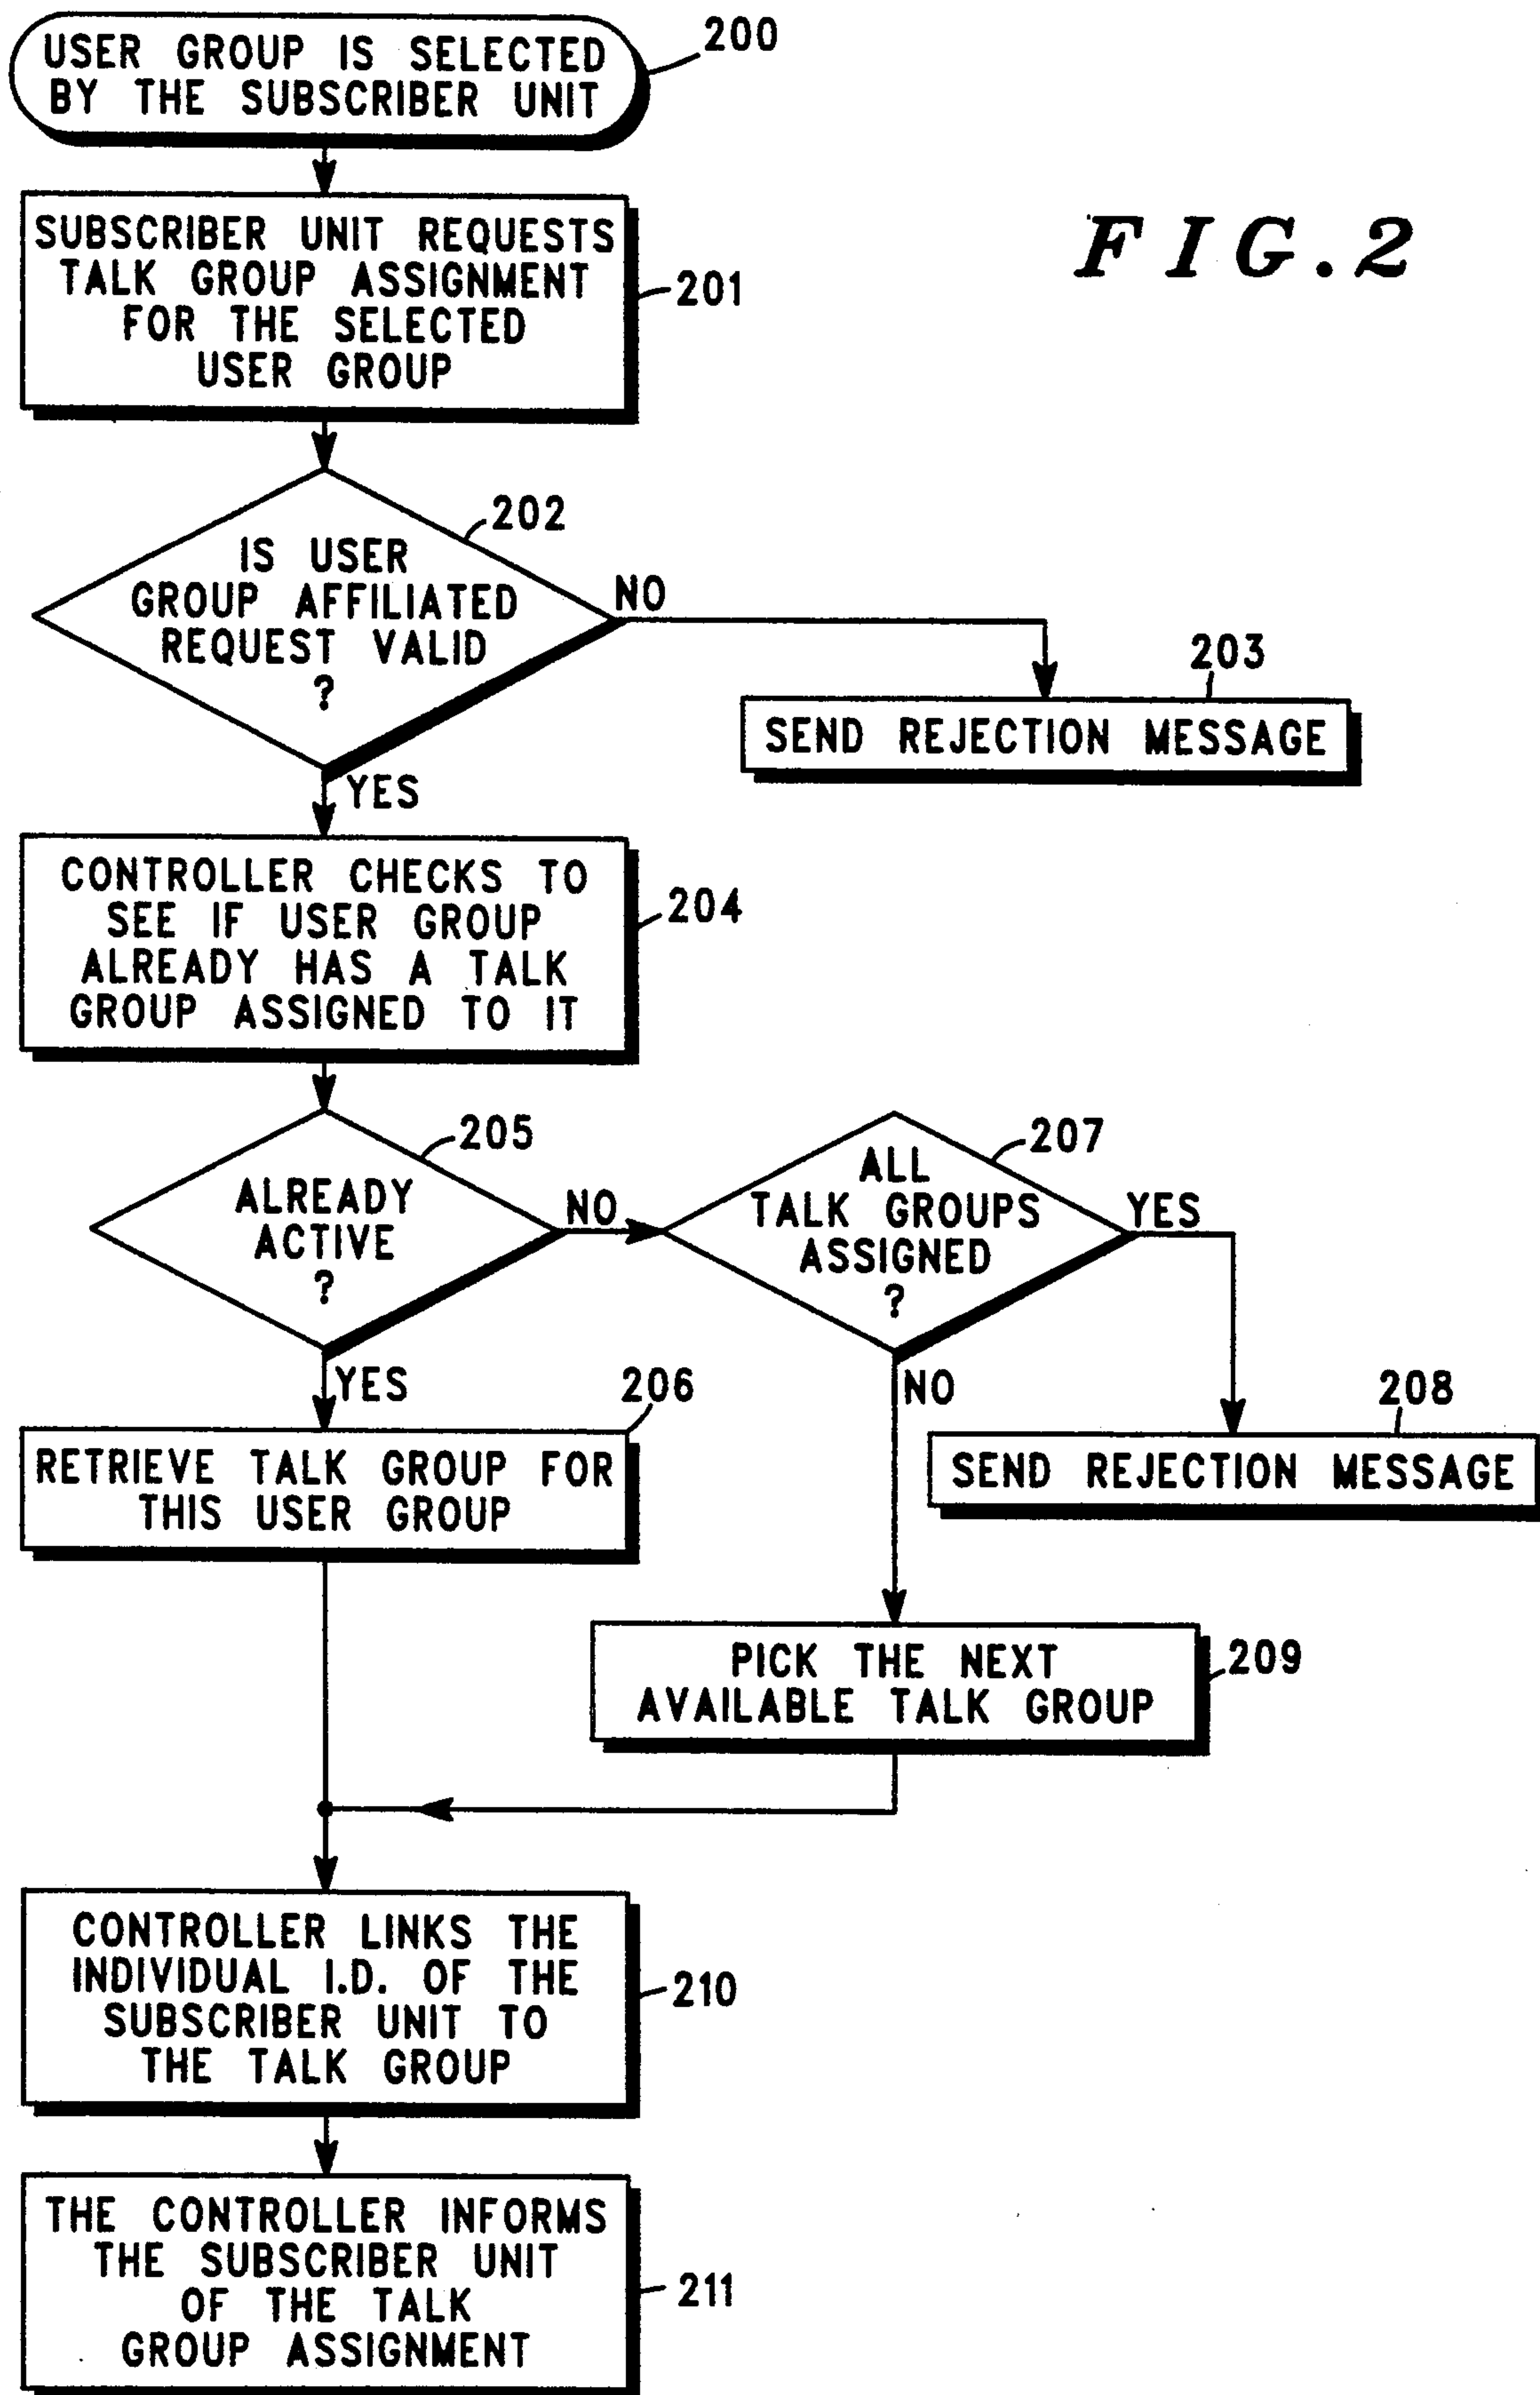 USER GROUP IS SELECTED
BY THE SUBSCRIBER UNIT
200
SUBSCRIBER UNIT REQUESTS
TALK GROUP ASSIGNMENT
FOR THE SELECTED
USER GROUP
201
FIG.2
202
IS USER
GROUP AFFILIATED
REQUEST VALID
?
NO
YES
203
SEND REJECTION MESSAGE
CONTROLLER CHECKS TO
SEE IF USER GROUP
ALREADY HAS A TALK
GROUP ASSIGNED TO IT
204
205
ALREADY
ACTIVE
?
NO
YES
207
ALL
TALK GROUPS
ASSIGNED
?
YES
NO
206
RETRIEVE TALK GROUP FOR
THIS USER GROUP
208
SEND REJECTION MESSAGE
PICK THE NEXT
AVAILABLE TALK GROUP
209
CONTROLLER LINKS THE
INDIVIDUAL I.D. OF THE
SUBSCRIBER UNIT TO
THE TALK GROUP
210
THE CONTROLLER INFORMS
THE SUBSCRIBER UNIT
OF THE TALK
GROUP ASSIGNMENT
211